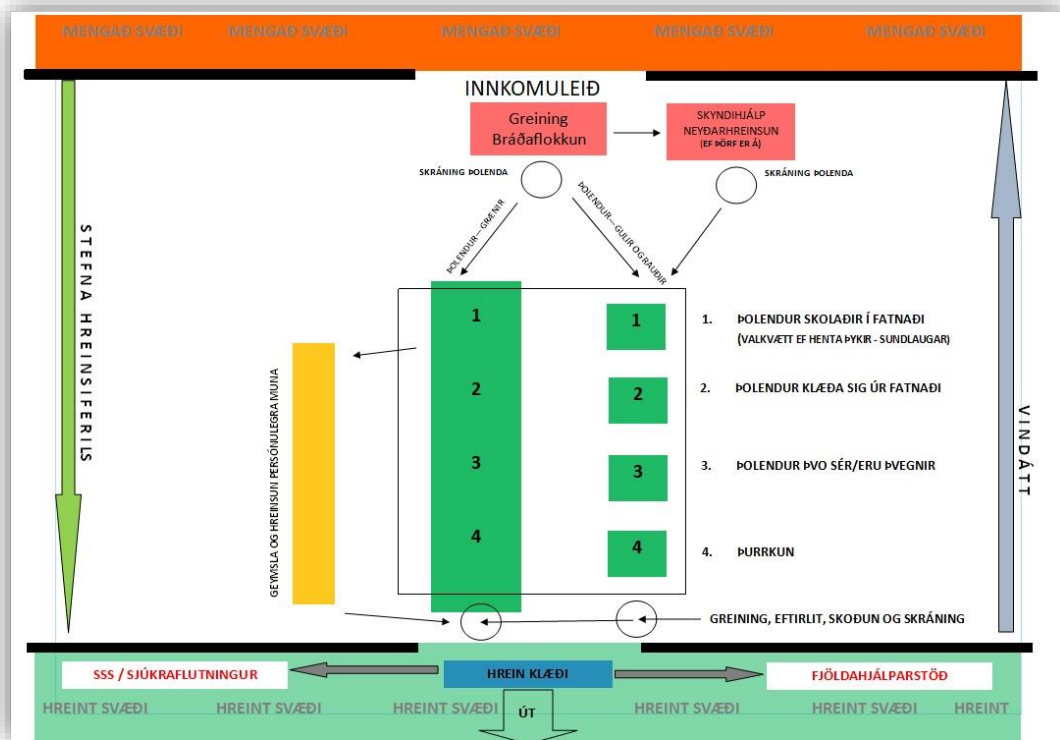 MENGAÐ SVÆÐI MENGAÐ SVÆÐI MENGAÐ SVÆÐI MENGAÐ SVÆÐI MENGAÐ SVÆÐI
INNKOMULEIÐ
Greining
Bráðaflokkun
SKYNDIHJÁLP
NEYÐARHREINSUN
(EF ÞÖRF ER Á)
SKRÁNING ÞOLENDA
SKRÁNING ÞOLENDA
ÞOLENDUR— GRÆNIR
ÞOLENDUR— GULIR OG RAUÐIR
STEFNA HREINSIFERILS
VINDÁTT
GEYMSLA OG HREINSUN PERSÓNULEGRA MUNA
1
2
3
4
1
2
3
4
1. ÞOLENDUR SKOLAÐIR Í FATNAÐI
(VALKVÆTT EF HENTA ÞYKIR - SUNDLAUGAR)
2. ÞOLENDUR KLÆÐA SIG ÚR FATNAÐI
3. ÞOLENDUR ÞVO SÉR/ERU ÞVEGNIR
4. ÞURRKUN
GREINING, EFTIRLIT, SKOÐUN OG SKRÁNING
SSS / SJÚKRAFLUTNINGUR
HREIN KLÆÐI
FJÖLDAHJÁLPARSTÖÐ
HREINT SVÆÐI HREINT SVÆÐI HREINT SVÆÐI ÚT HREINT SVÆÐI HREINT SVÆÐI HREINT